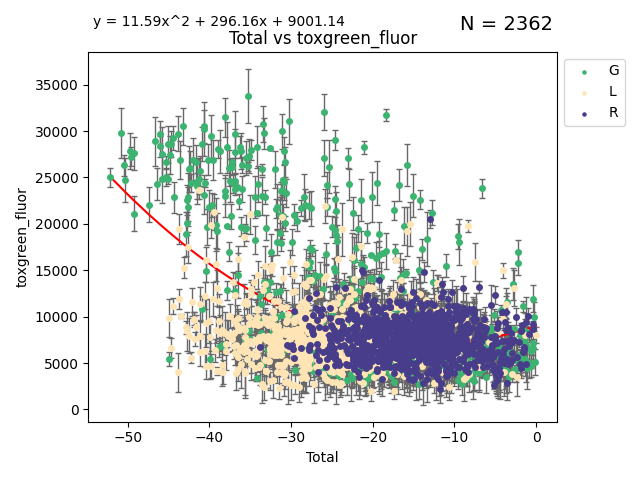 y = 11.59x^2 + 296.16x + 9001.14
N = 2362
Total vs toxgreen_fluor
35000
30000
25000
20000
15000
10000
5000
0
toxgreen_fluor
−50
−40
−30
−20
−10
0
Total
G
L
R